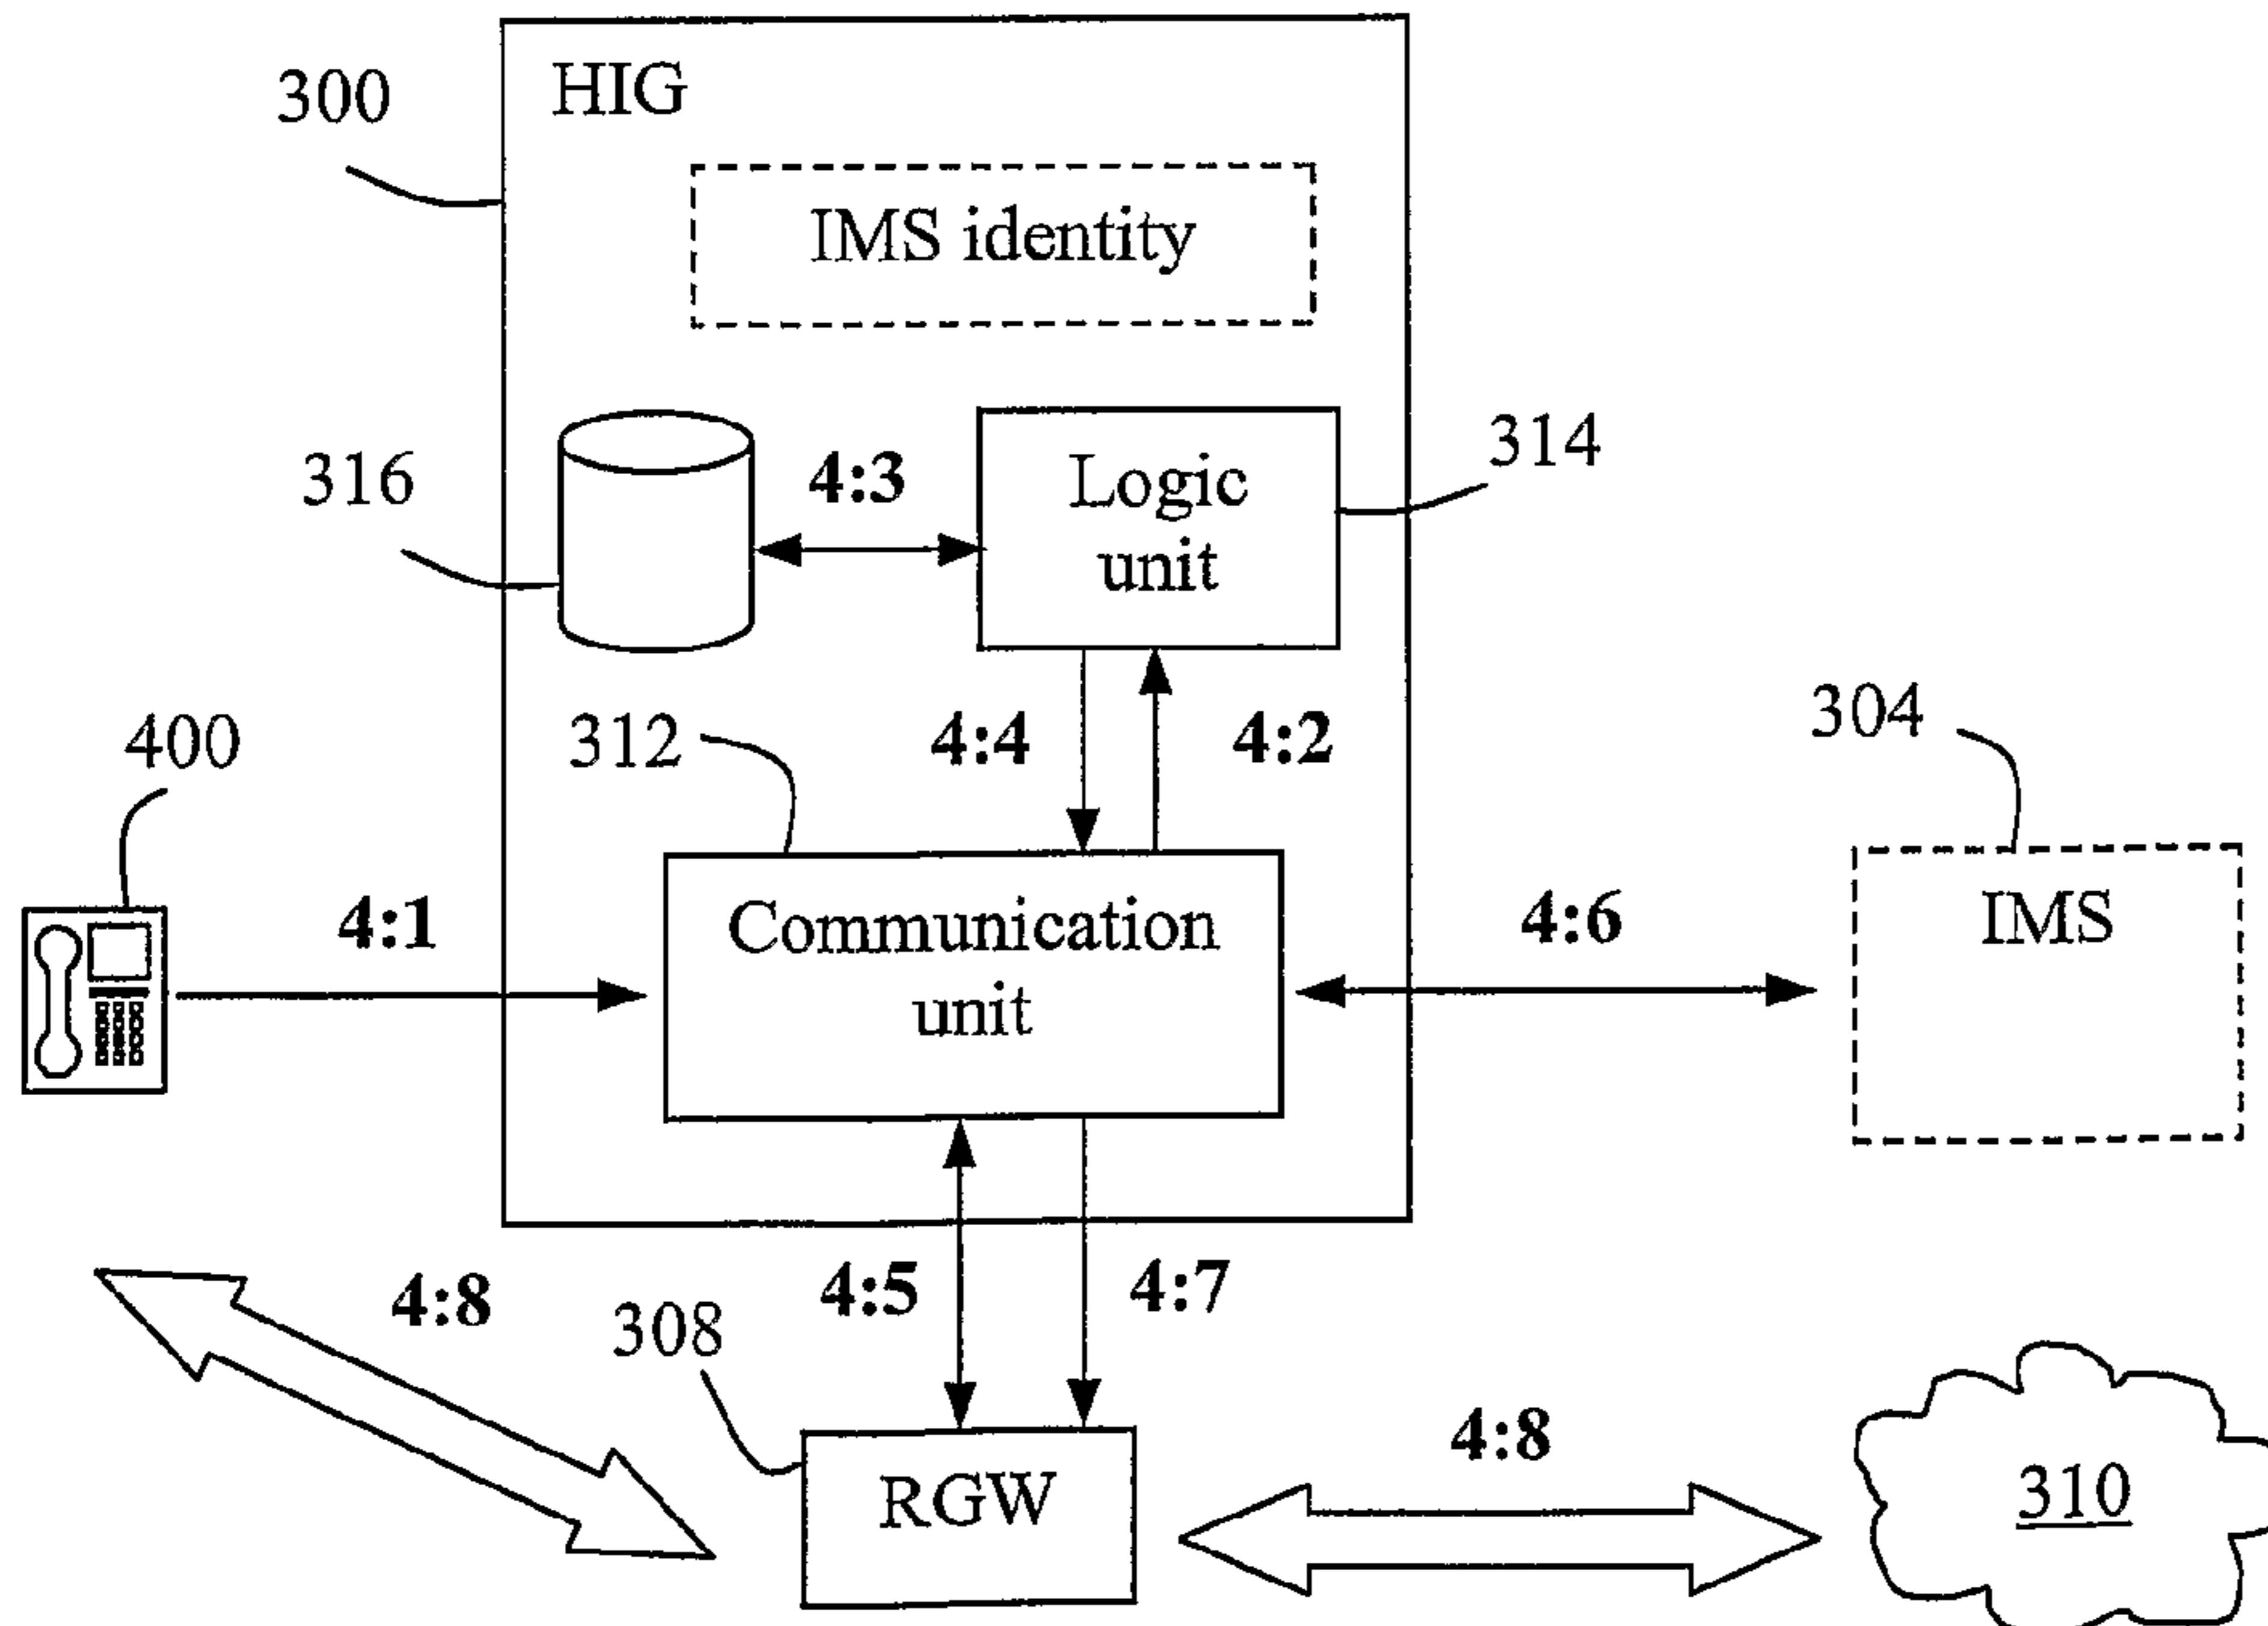 300
HIG
IMS identity
316
4:3
Logic
unit
314
400
312
4:4
4:2
304
4:1
Communication
unit
4:6
IMS
4:8
308
4:5
4:7
RGW
4:8
310